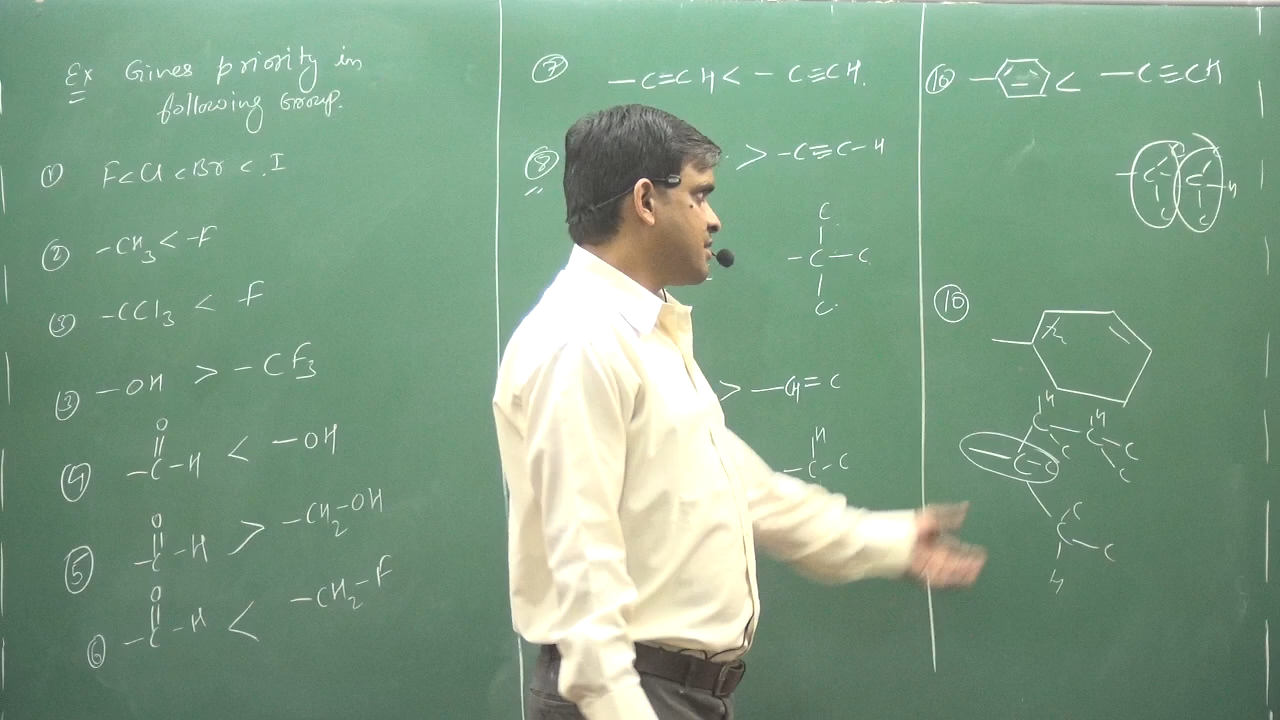 Ex Gives priority in
following Group.
① F < Cl < Br < I
② -CH3 < -F
③ -CCl3 < -F
③ -OH > -CF3
④ O
-C-H < -OH
⑤ O
-C-H > -CH2-OH
⑥ O
-C-H < -CH2-F
⑦ -C≡CH < -C≡CH.
⑧ > -C≡C-H
C
-C-C
C
> -CH=C
H
-C-C
⑩ < -C≡CH
-C C-H
C C
⑩
H H
C-C-C
C C
-C-C
C
C-C
H